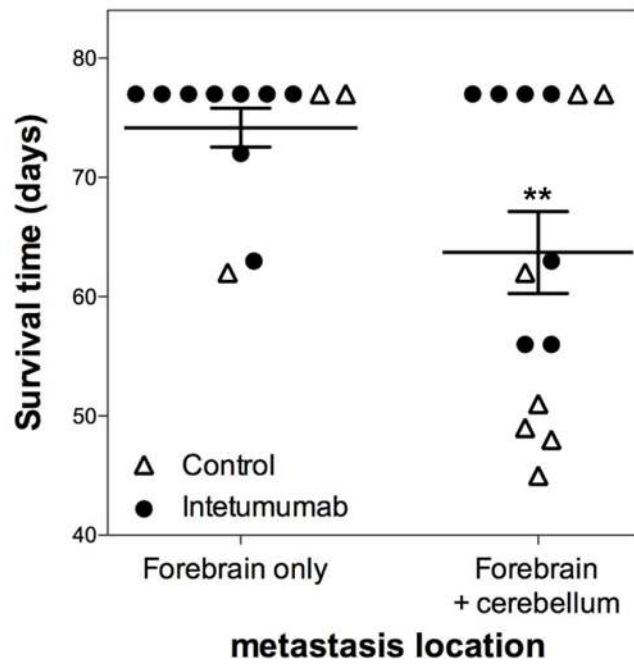 80
70
60
50
40
Survival time (days)
**
Control
Intetumumab
Forebrain only
Forebrain
+ cerebellum
metastasis location